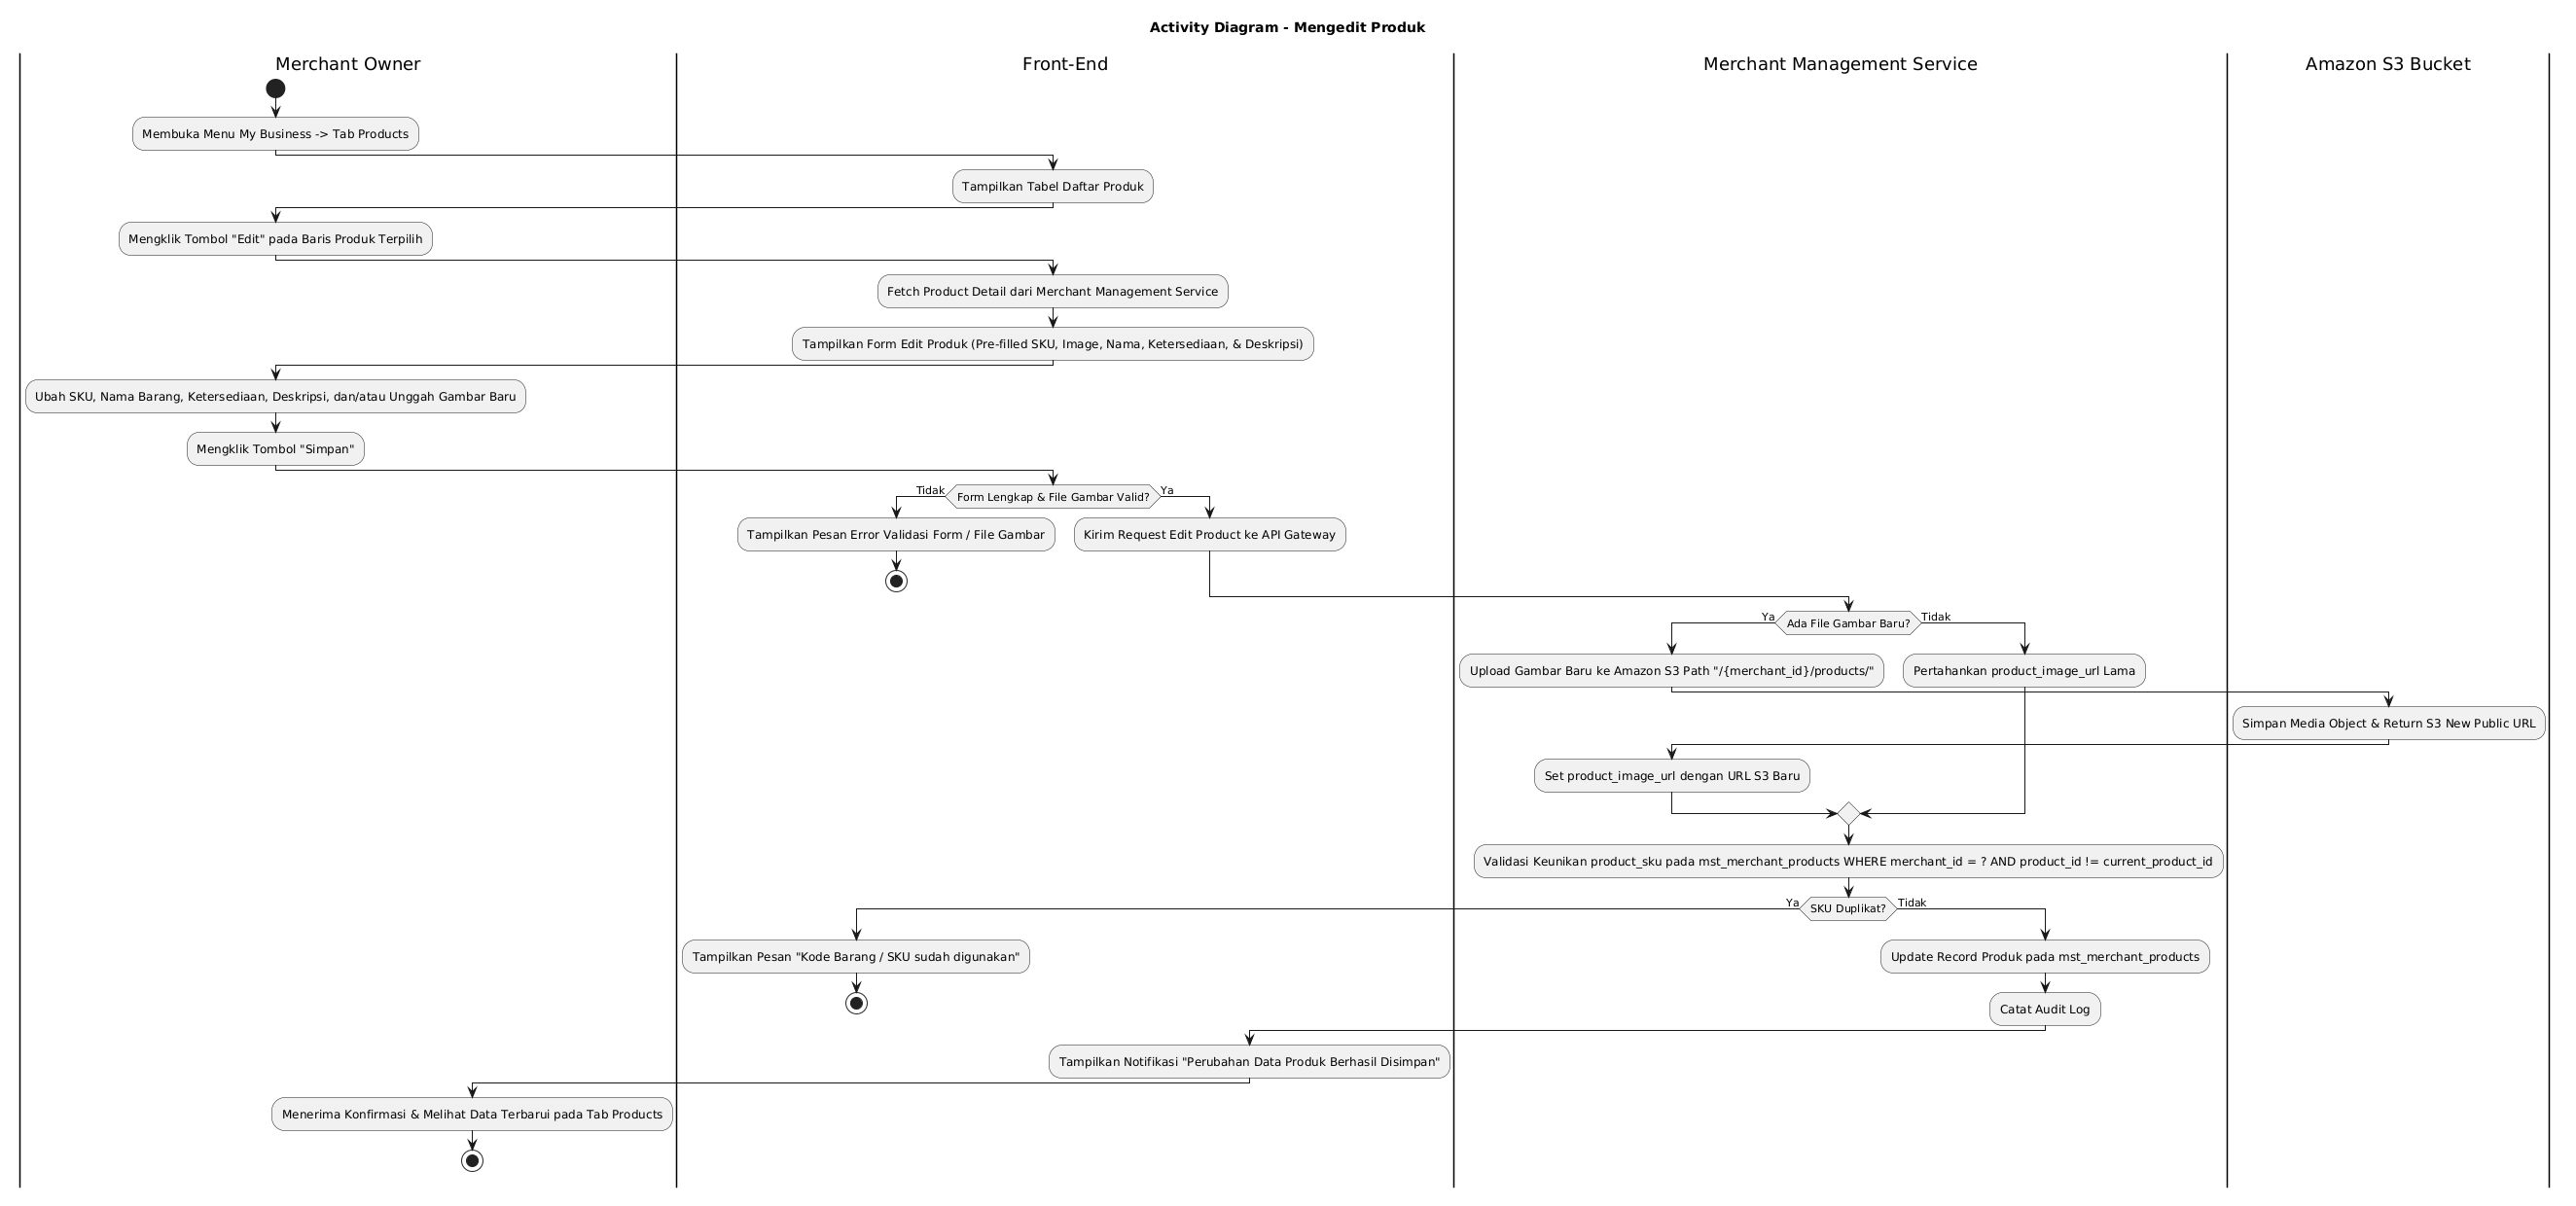 Activity Diagram - Mengedit Produk
Merchant Owner
Front-End
Merchant Management Service
Amazon S3 Bucket
Membuka Menu My Business -> Tab Products
Tampilkan Tabel Daftar Produk
Mengklik Tombol "Edit" pada Baris Produk Terpilih
Fetch Product Detail dari Merchant Management Service
Tampilkan Form Edit Produk (Pre-filled SKU, Image, Nama, Ketersediaan, & Deskripsi)
Ubah SKU, Nama Barang, Ketersediaan, Deskripsi, dan/atau Unggah Gambar Baru
Mengklik Tombol "Simpan"
Tidak
Form Lengkap & File Gambar Valid?
Ya
Tampilkan Pesan Error Validasi Form / File Gambar
Kirim Request Edit Product ke API Gateway
Ya
Ada File Gambar Baru?
Tidak
Upload Gambar Baru ke Amazon S3 Path "/{merchant_id}/products/"
Pertahankan product_image_url Lama
Simpan Media Object & Return S3 New Public URL
Set product_image_url dengan URL S3 Baru
Validasi Keunikan product_sku pada mst_merchant_products WHERE merchant_id = ? AND product_id != current_product_id
Ya
SKU Duplikat?
Tidak
Tampilkan Pesan "Kode Barang / SKU sudah digunakan"
Update Record Produk pada mst_merchant_products
Catat Audit Log
Tampilkan Notifikasi "Perubahan Data Produk Berhasil Disimpan"
Menerima Konfirmasi & Melihat Data Terbarui pada Tab Products